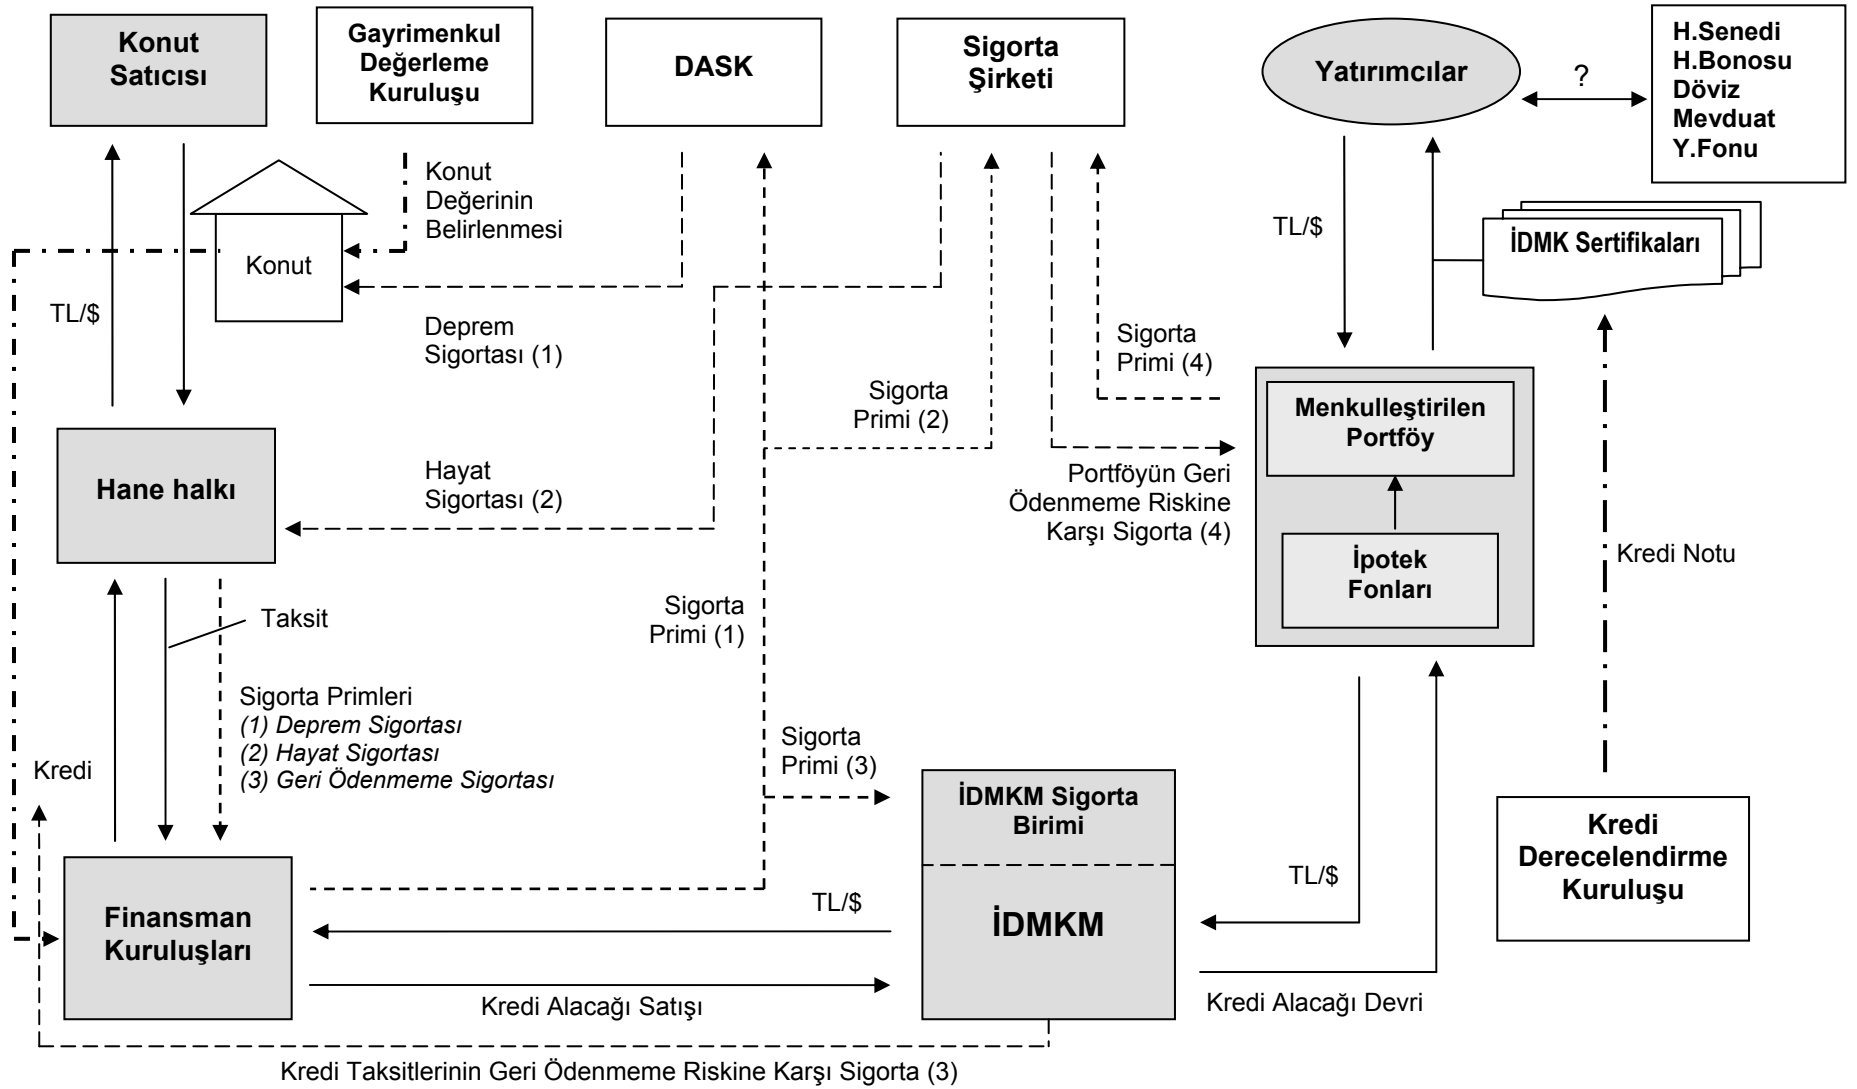 Konut
Satıcısı
Gayrimenkul
Değerleme
Kuruluşu
DASK
Sigorta
Şirketi
Yatırımcılar
?
H.Senedi
H.Bonosu
Döviz
Mevduat
Y.Fonu
Konut
Değerinin
Belirlenmesi
Konut
TL/$
TL/$
İDMK Sertifikaları
Deprem
Sigortası (1)
Sigorta
Primi (4)
Sigorta
Primi (2)
Menkulleştirilen
Portföy
Hane halkı
Hayat
Sigortası (2)
Portföyün Geri
Ödenmeme Riskine
Karşı Sigorta (4)
İpotek
Fonları
Kredi Notu
Taksit
Sigorta
Primi (1)
Sigorta Primleri
(1) Deprem Sigortası
(2) Hayat Sigortası
(3) Geri Ödenmeme Sigortası
Kredi
Sigorta
Primi (3)
İDMKM Sigorta
Birimi
Kredi
Derecelendirme
Kuruluşu
TL/$
Finansman
Kuruluşları
TL/$
İDMKM
Kredi Alacağı Satışı
Kredi Alacağı Devri
Kredi Taksitlerinin Geri Ödenmeme Riskine Karşı Sigorta (3)